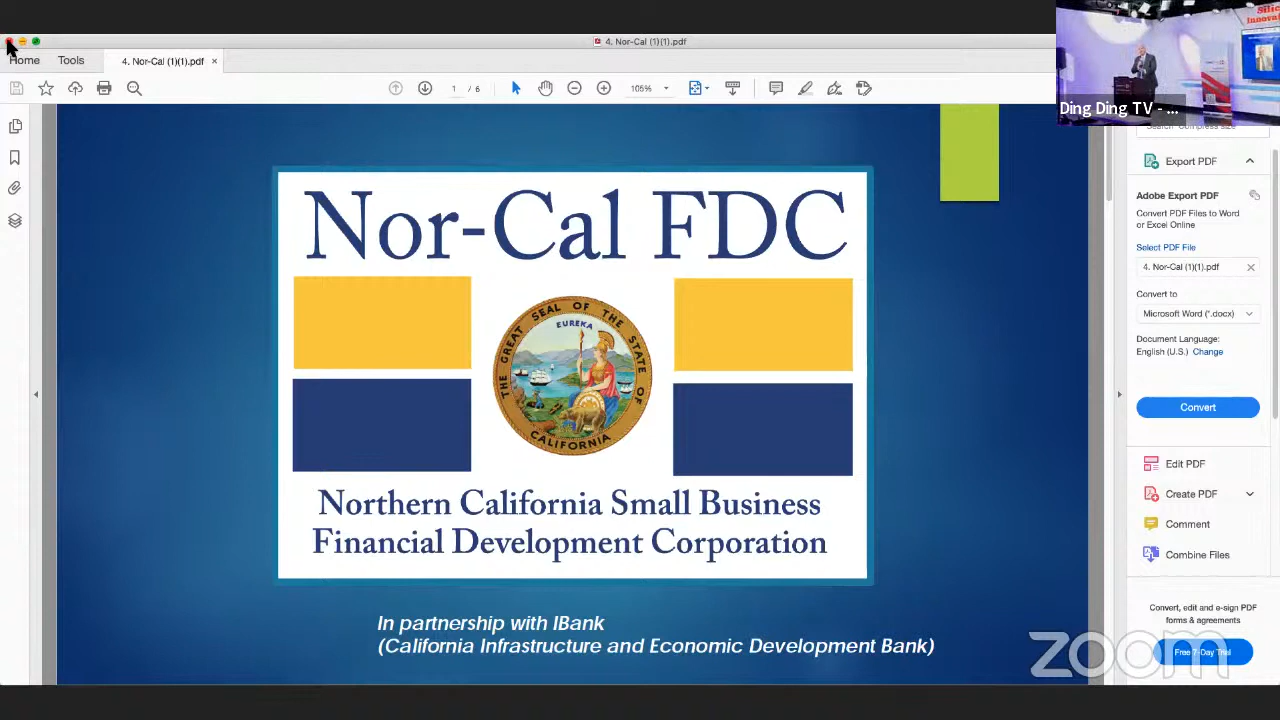 4. Nor-Cal (1)(1).pdf
Home
Tools
4. Nor-Cal (1)(1).pdf ×
1 / 6
105%
Ding Ding TV - ...
Nor-Cal FDC
THE GREAT SEAL OF THE STATE OF
EUREKA
CALIFORNIA
Northern California Small Business
Financial Development Corporation
In partnership with IBank
(California Infrastructure and Economic Development Bank)
Export PDF
Adobe Export PDF
Convert PDF Files to Word
or Excel Online
Select PDF File
4. Nor-Cal (1)(1).pdf
Convert to
Microsoft Word (*.docx)
Document Language:
English (U.S.) Change
Convert
Edit PDF
Create PDF
Comment
Combine Files
Convert, edit and e-sign PDF
forms & agreements
Free 7-Day Trial
zoom